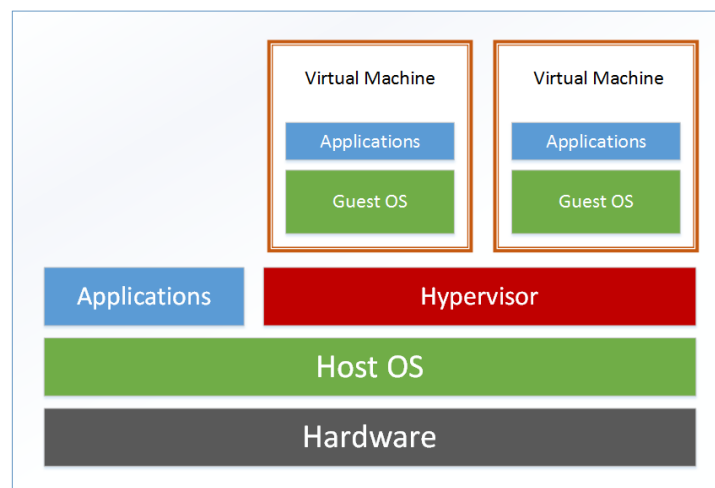 Virtual Machine
Virtual Machine
Applications
Applications
Guest OS
Guest OS
Applications
Hypervisor
Host OS
Hardware